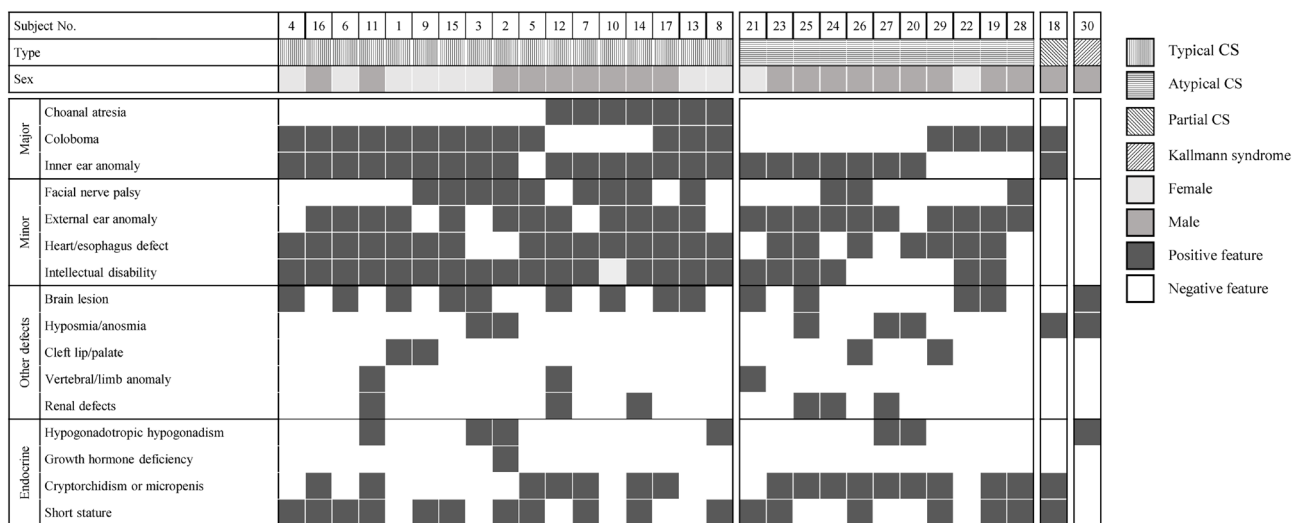 Subject No. 4 16 6 11 1 9 15 3 2 5 12 7 10 14 17 13 8 21 23 25 24 26 27 20 29 22 19 28 18 30
Type
Sex
Major
Choanal atresia
Coloboma
Inner ear anomaly
Minor
Facial nerve palsy
External ear anomaly
Heart/esophagus defect
Intellectual disability
Other defects
Brain lesion
Hyposmia/anosmia
Cleft lip/palate
Vertebral/limb anomaly
Renal defects
Endocrine
Hypogonadotropic hypogonadism
Growth hormone deficiency
Cryptorchidism or micropenis
Short stature
Typical CS
Atypical CS
Partial CS
Kallmann syndrome
Female
Male
Positive feature
Negative feature